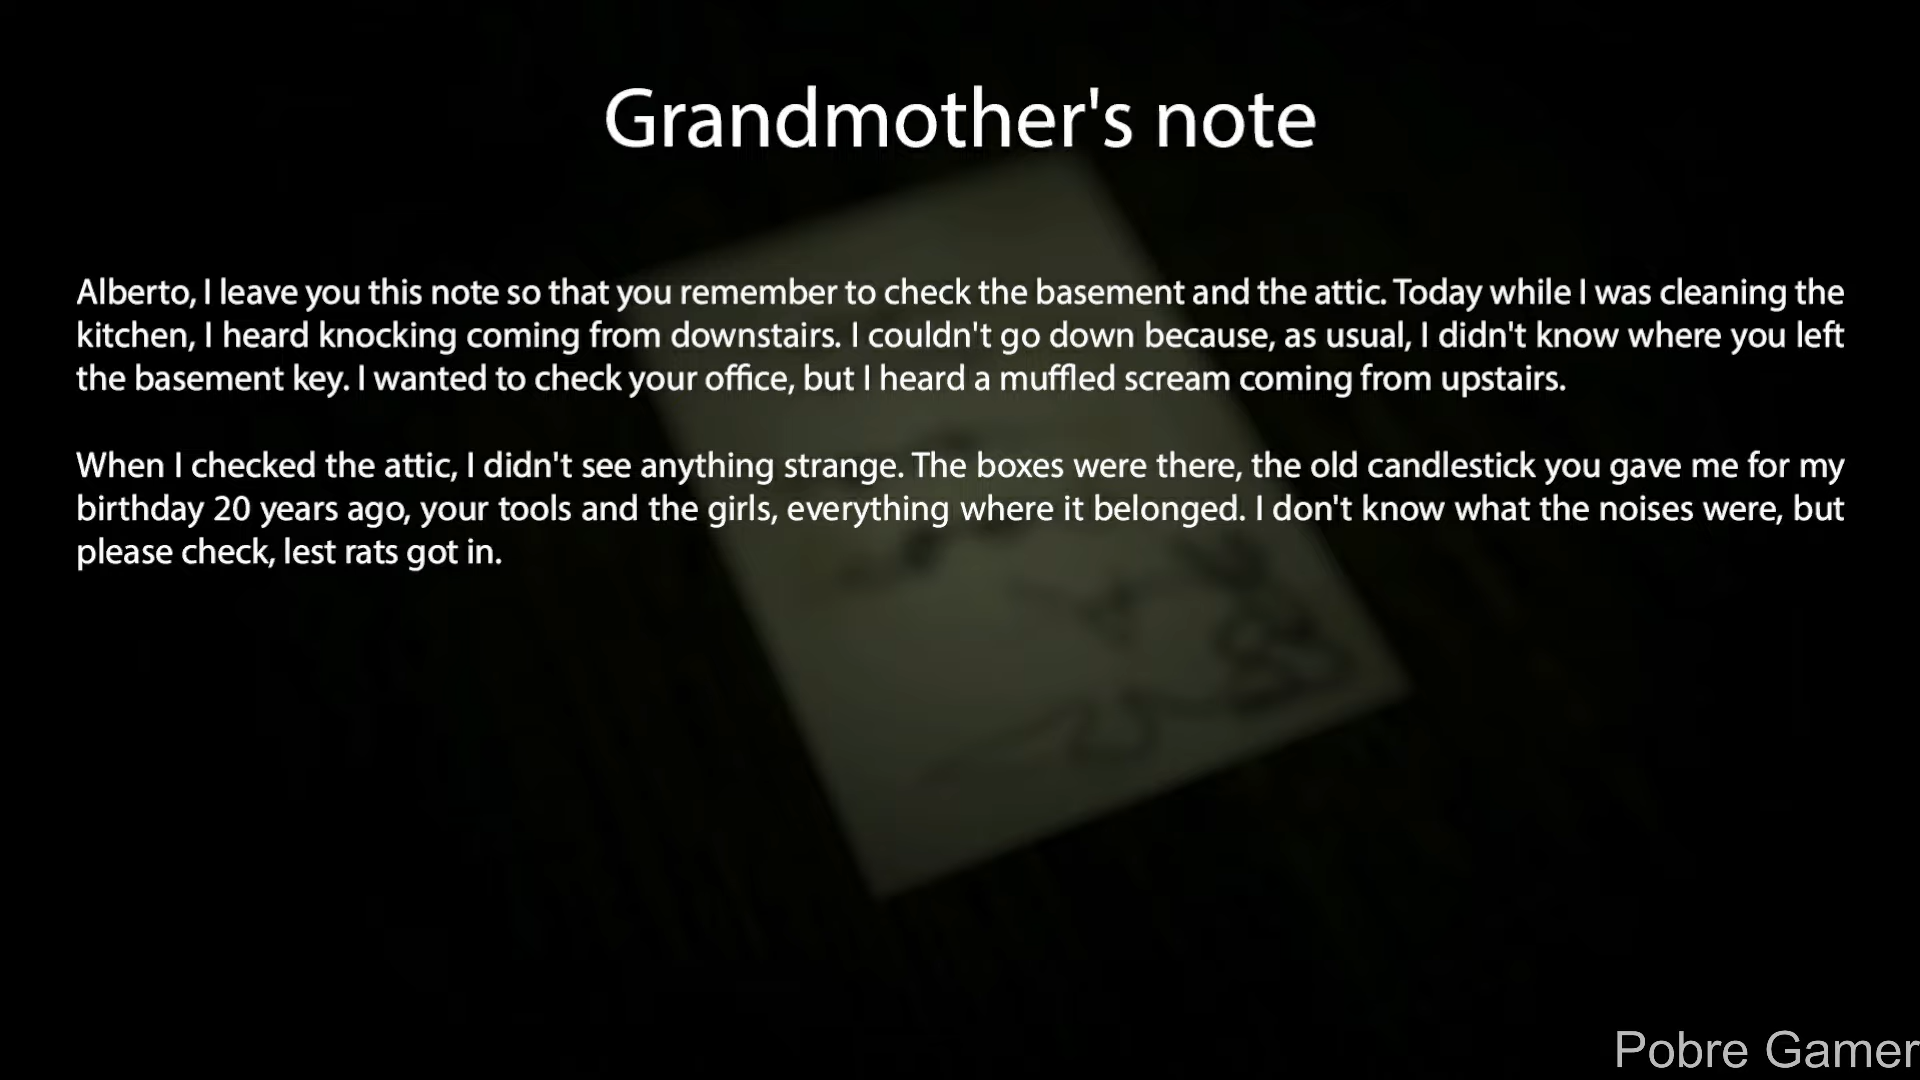 Grandmother's note
Alberto, I leave you this note so that you remember to check the basement and the attic. Today while I was cleaning the
kitchen, I heard knocking coming from downstairs. I couldn't go down because, as usual, I didn't know where you left
the basement key. I wanted to check your office, but I heard a muffled scream coming from upstairs.
When I checked the attic, I didn't see anything strange. The boxes were there, the old candlestick you gave me for my
birthday 20 years ago, your tools and the girls, everything where it belonged. I don't know what the noises were, but
please check, lest rats got in.
Pobre Gamer